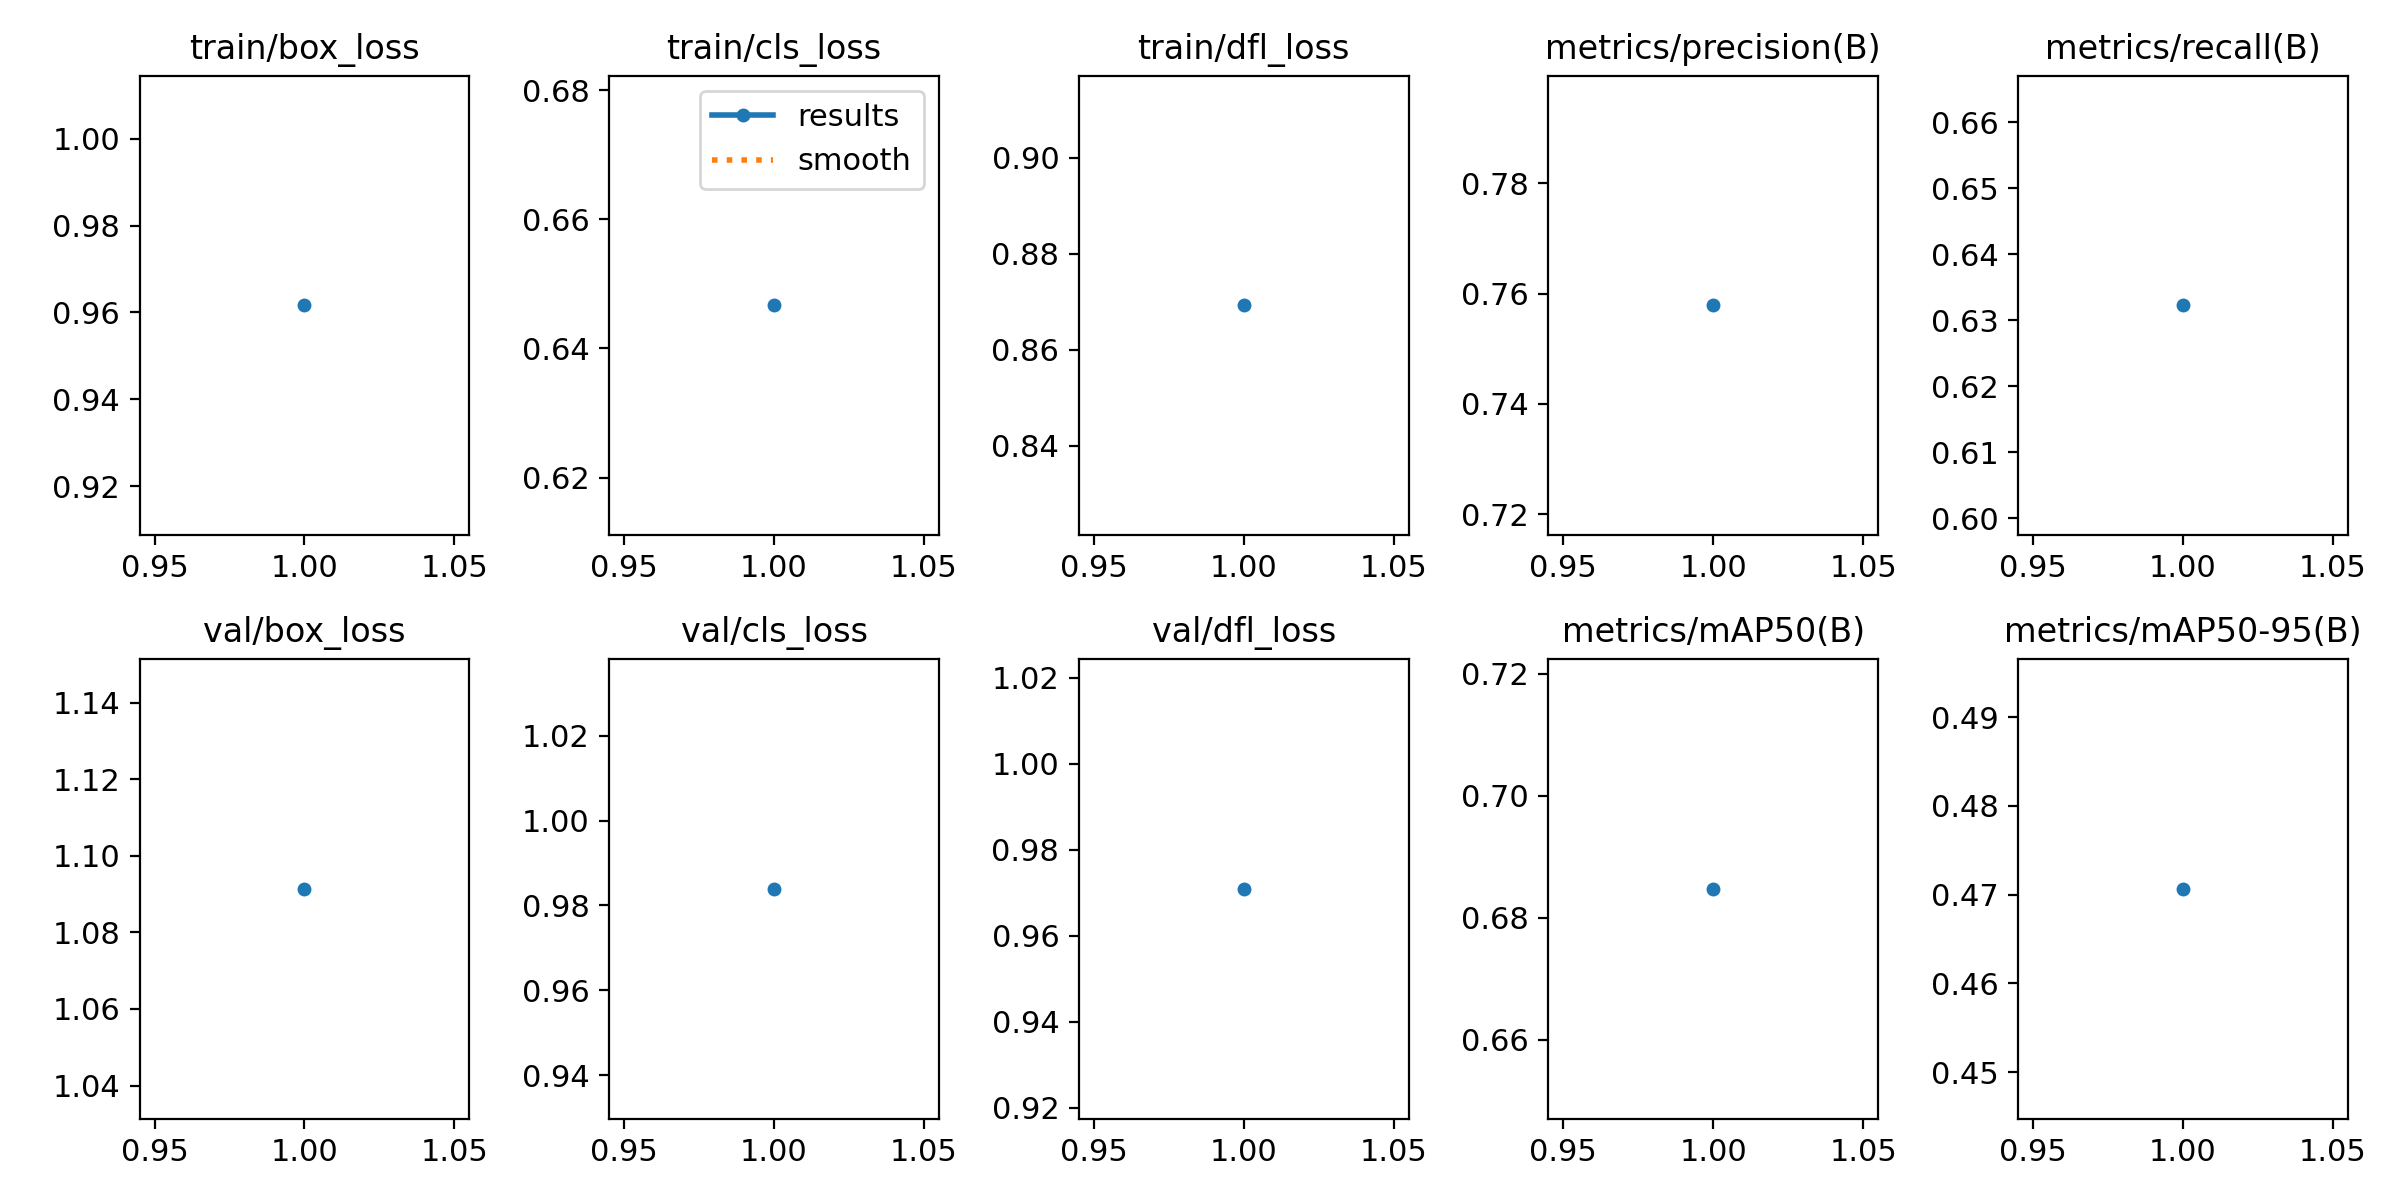 train/box_loss
1.00
0.98
0.96
0.94
0.92
0.95 1.00 1.05
train/cls_loss
0.68
0.66
0.64
0.62
results
smooth
0.95 1.00 1.05
train/dfl_loss
0.90
0.88
0.86
0.84
0.95 1.00 1.05
metrics/precision(B)
0.78
0.76
0.74
0.72
0.95 1.00 1.05
metrics/recall(B)
0.66
0.65
0.64
0.63
0.62
0.61
0.60
0.95 1.00 1.05
val/box_loss
1.14
1.12
1.10
1.08
1.06
1.04
0.95 1.00 1.05
val/cls_loss
1.02
1.00
0.98
0.96
0.94
0.95 1.00 1.05
val/dfl_loss
1.02
1.00
0.98
0.96
0.94
0.92
0.95 1.00 1.05
metrics/mAP50(B)
0.72
0.70
0.68
0.66
0.95 1.00 1.05
metrics/mAP50-95(B)
0.49
0.48
0.47
0.46
0.45
0.95 1.00 1.05